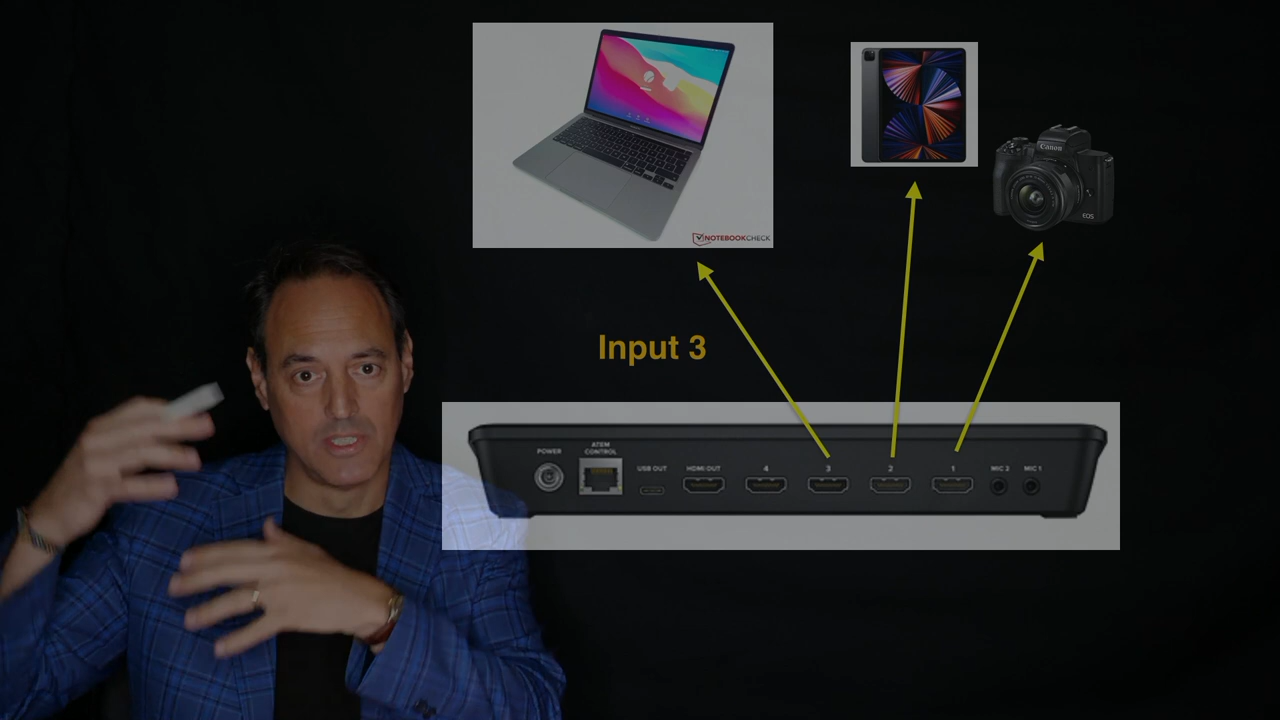 NOTEBOOKCHECK
Canon
EOS
Input 3
POWER
ATEM
CONTROL
USB OUT
HDMI OUT
4
3
2
1
MIC 2
MIC 1